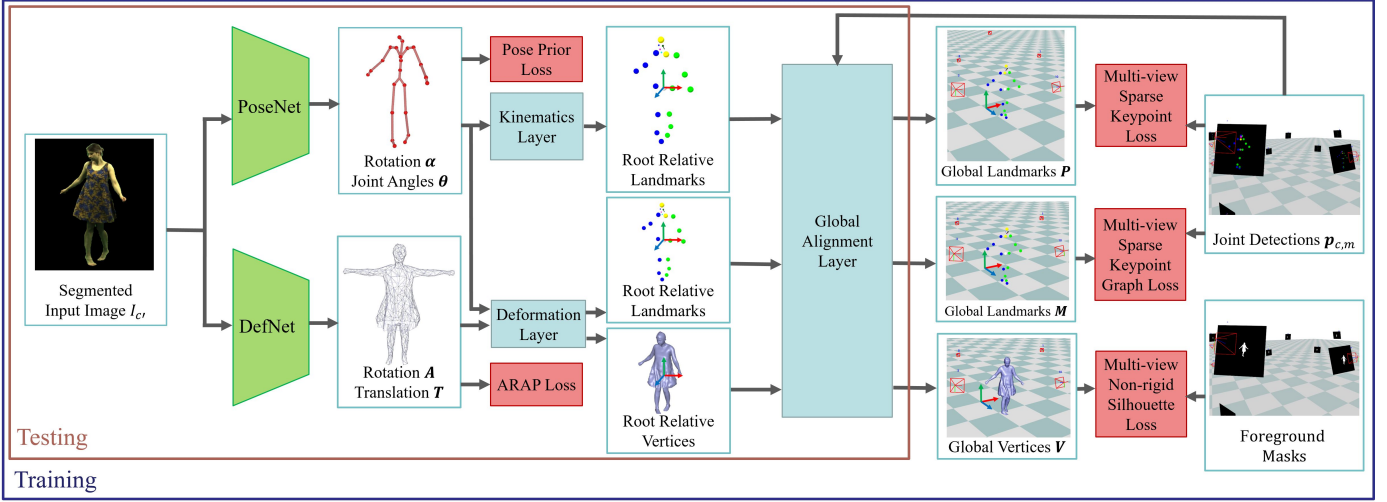 Segmented
Input Image I_c',
PoseNet
DefNet
Rotation α
Joint Angles θ
Rotation A
Translation T
Pose Prior
Loss
Kinematics
Layer
Deformation
Layer
ARAP Loss
Root Relative
Landmarks
Root Relative
Landmarks
Root Relative
Vertices
Global
Alignment
Layer
Global Landmarks P
Global Landmarks M
Global Vertices V
Multi-view
Sparse
Keypoint
Loss
Multi-view
Sparse
Keypoint
Graph Loss
Multi-view
Non-rigid
Silhouette
Loss
Joint Detections p_c,m
Foreground
Masks
Testing
Training